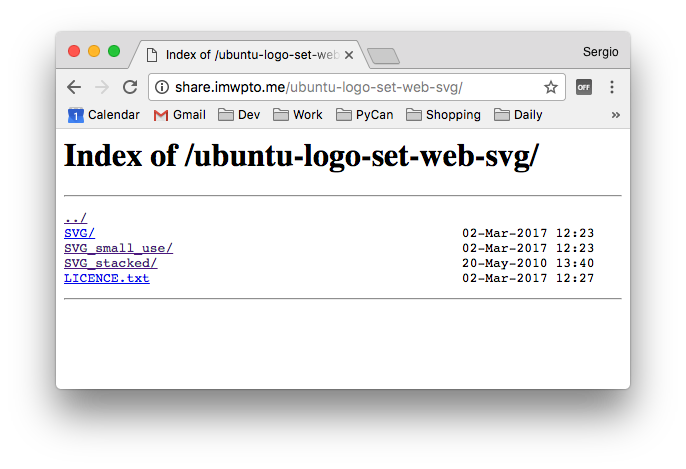 Index of /ubuntu-logo-set-web
Sergio
share.imwpto.me/ubuntu-logo-set-web-svg/
OFF
1 Calendar Gmail Dev Work PyCan Shopping Daily »
Index of /ubuntu-logo-set-web-svg/
../
SVG/ 02-Mar-2017 12:23
SVG_small_use/ 02-Mar-2017 12:23
SVG_stacked/ 20-May-2010 13:40
LICENCE.txt 02-Mar-2017 12:27